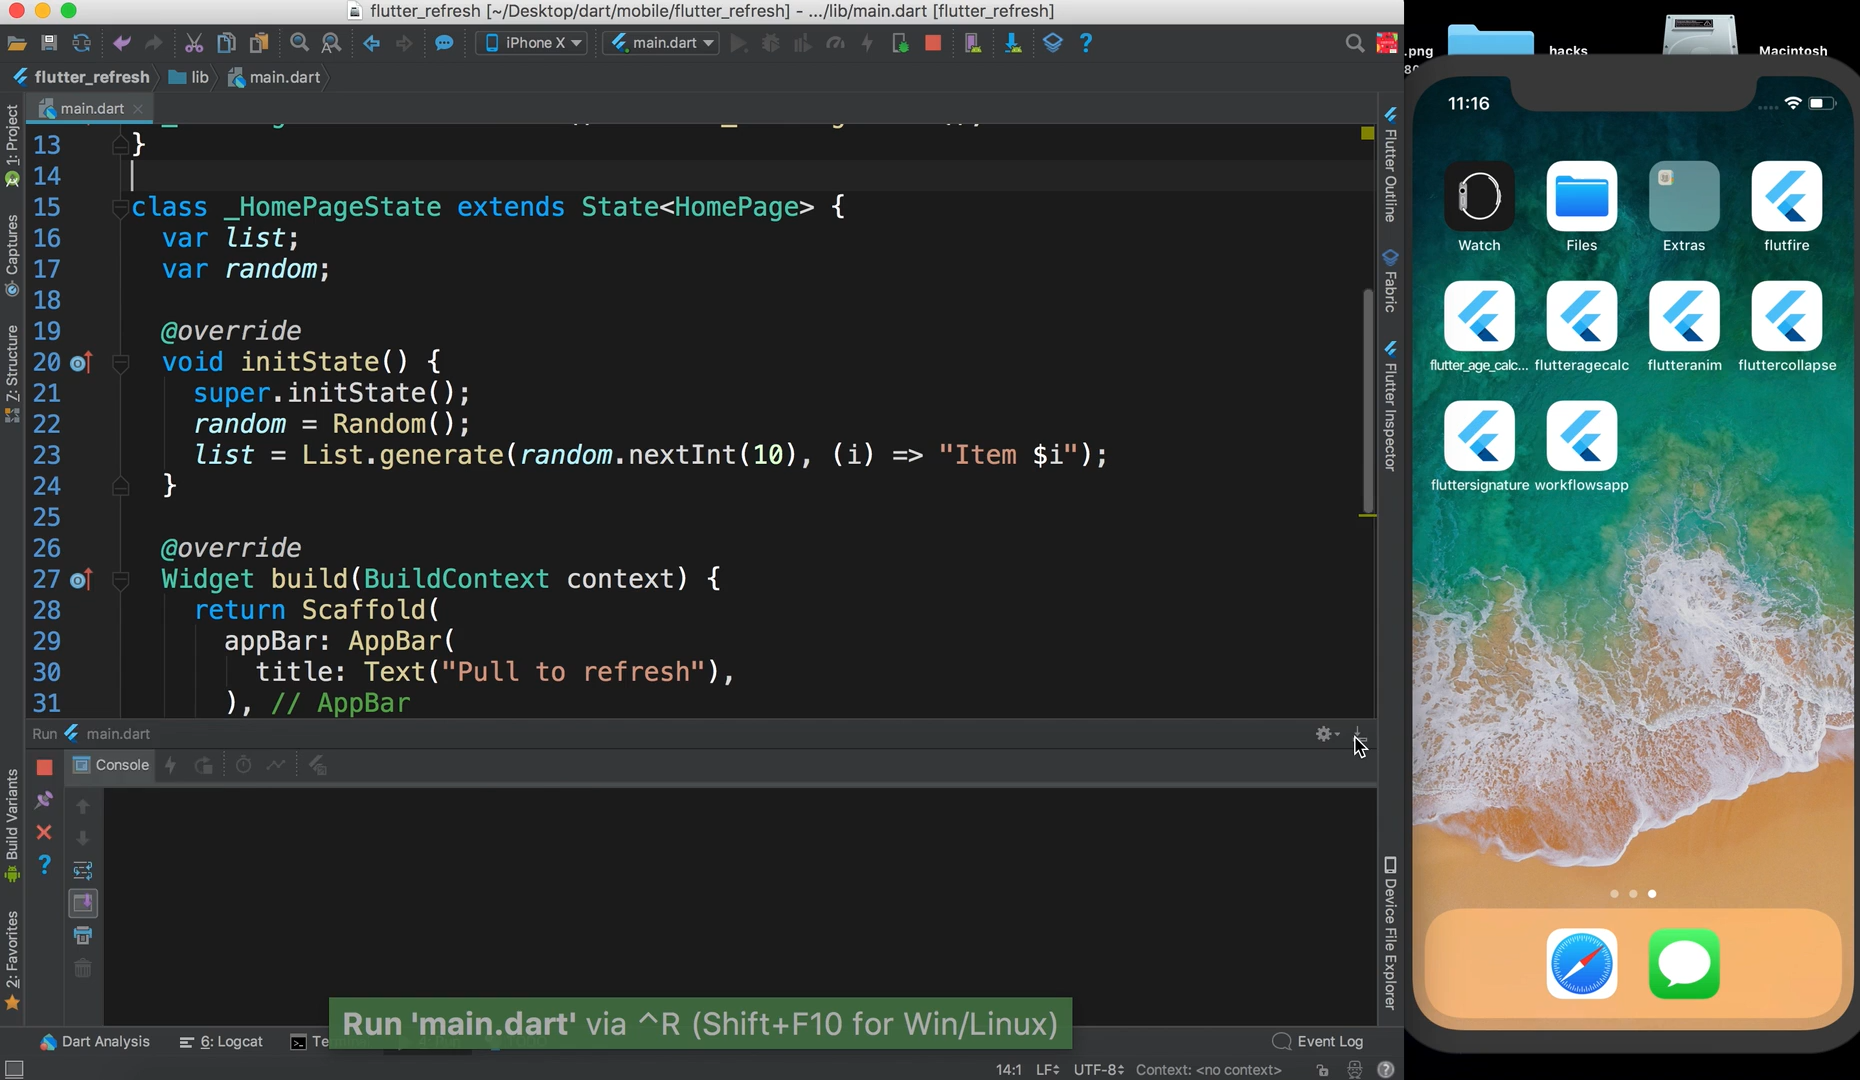 flutter_refresh [~/Desktop/dart/mobile/flutter_refresh] - .../lib/main.dart [flutter_refresh]
iPhone X
main.dart
flutter_refresh
lib
main.dart
main.dart
13 }
14
15 class _HomePageState extends State<HomePage> {
16 var list;
17 var random;
18
19 @override
20 void initState() {
21 super.initState();
22 random = Random();
23 list = List.generate(random.nextInt(10), (i) => "Item $i");
24 }
25
26 @override
27 Widget build(BuildContext context) {
28 return Scaffold(
29 appBar: AppBar(
30 title: Text("Pull to refresh"),
31 ), // AppBar
1: Project
Captures
Z: Structure
Build Variants
2: Favorites
Flutter Outline
Fabric
Flutter Inspector
Device File Explorer
Run main.dart
Console
Run 'main.dart' via ^R (Shift+F10 for Win/Linux)
Dart Analysis
6: Logcat
Event Log
14:1 LF UTF-8 Context: <no context>
.png
hacks
Macintosh
11:16
Watch
Files
Extras
flutfire
flutter_age_calc...
flutteragecalc
flutteranim
fluttercollapse
fluttersignature
workflowsapp